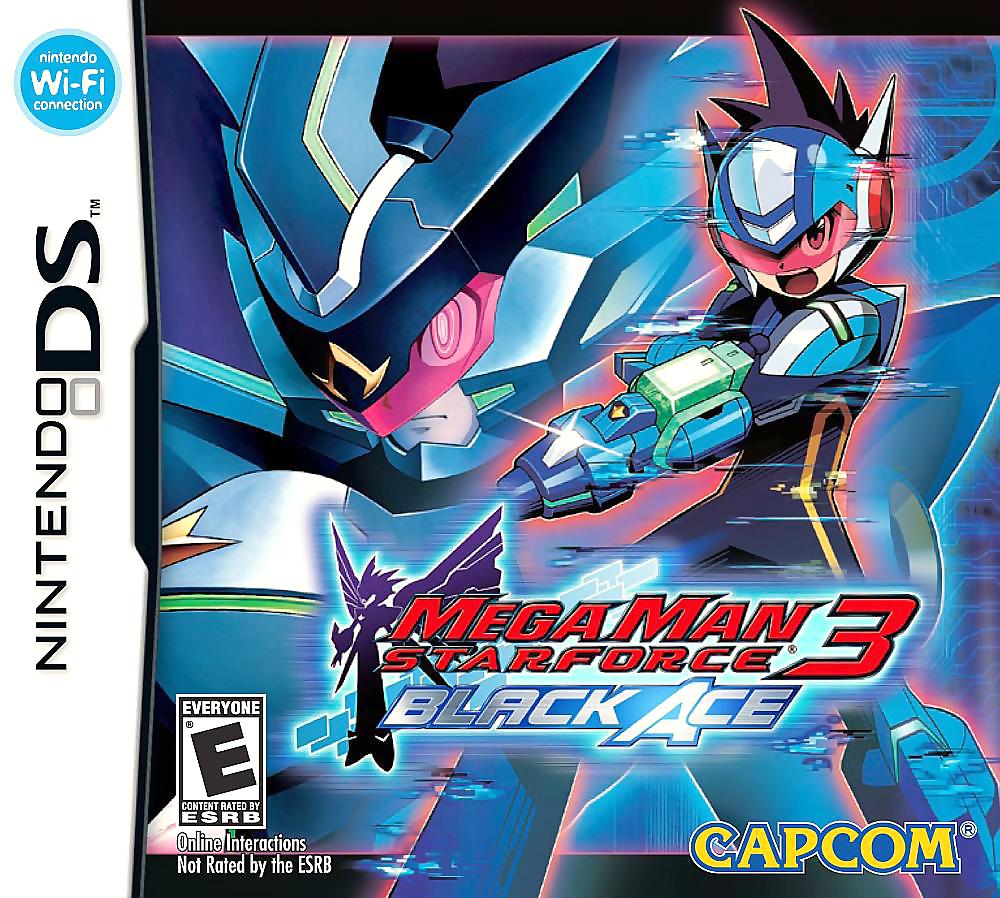 nintendo
Wi-Fi
connection
NINTENDO DS™
MEGA MAN
STARFORCE® 3
BLACK ACE
EVERYONE
E®
CONTENT RATED BY
ESRB
Online Interactions
Not Rated by the ESRB
CAPCOM®